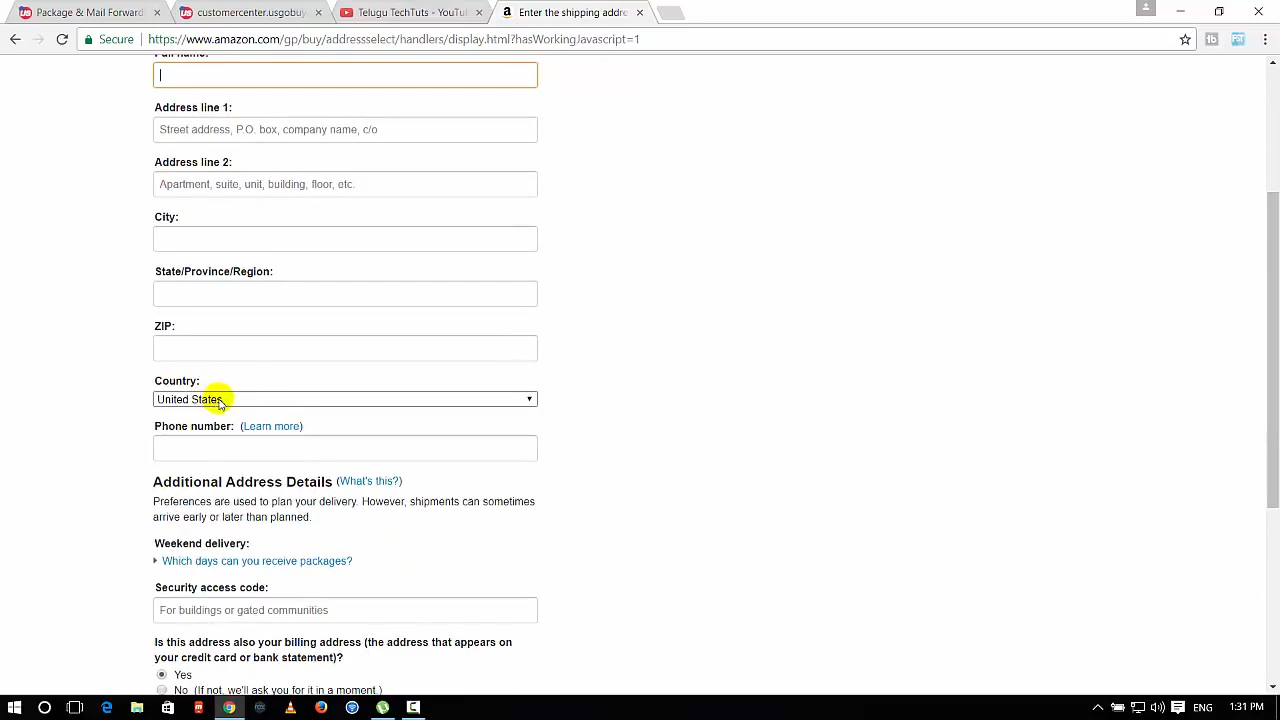 Package & Mail Forward
customercenter.usgobuy
Telugu TechTuts - YouTu
Enter the shipping addre
Secure
https://www.amazon.com/gp/buy/addressselect/handlers/display.html?hasWorkingJavascript=1
Full name:
Address line 1:
Street address, P.O. box, company name, c/o
Address line 2:
Apartment, suite, unit, building, floor, etc.
City:
State/Province/Region:
ZIP:
Country:
United States
Phone number: (Learn more)
Additional Address Details (What's this?)
Preferences are used to plan your delivery. However, shipments can sometimes
arrive early or later than planned.
Weekend delivery:
Which days can you receive packages?
Security access code:
For buildings or gated communities
Is this address also your billing address (the address that appears on
your credit card or bank statement)?
Yes
No (If not, we'll ask you for it in a moment.)
ENG
1:31 PM